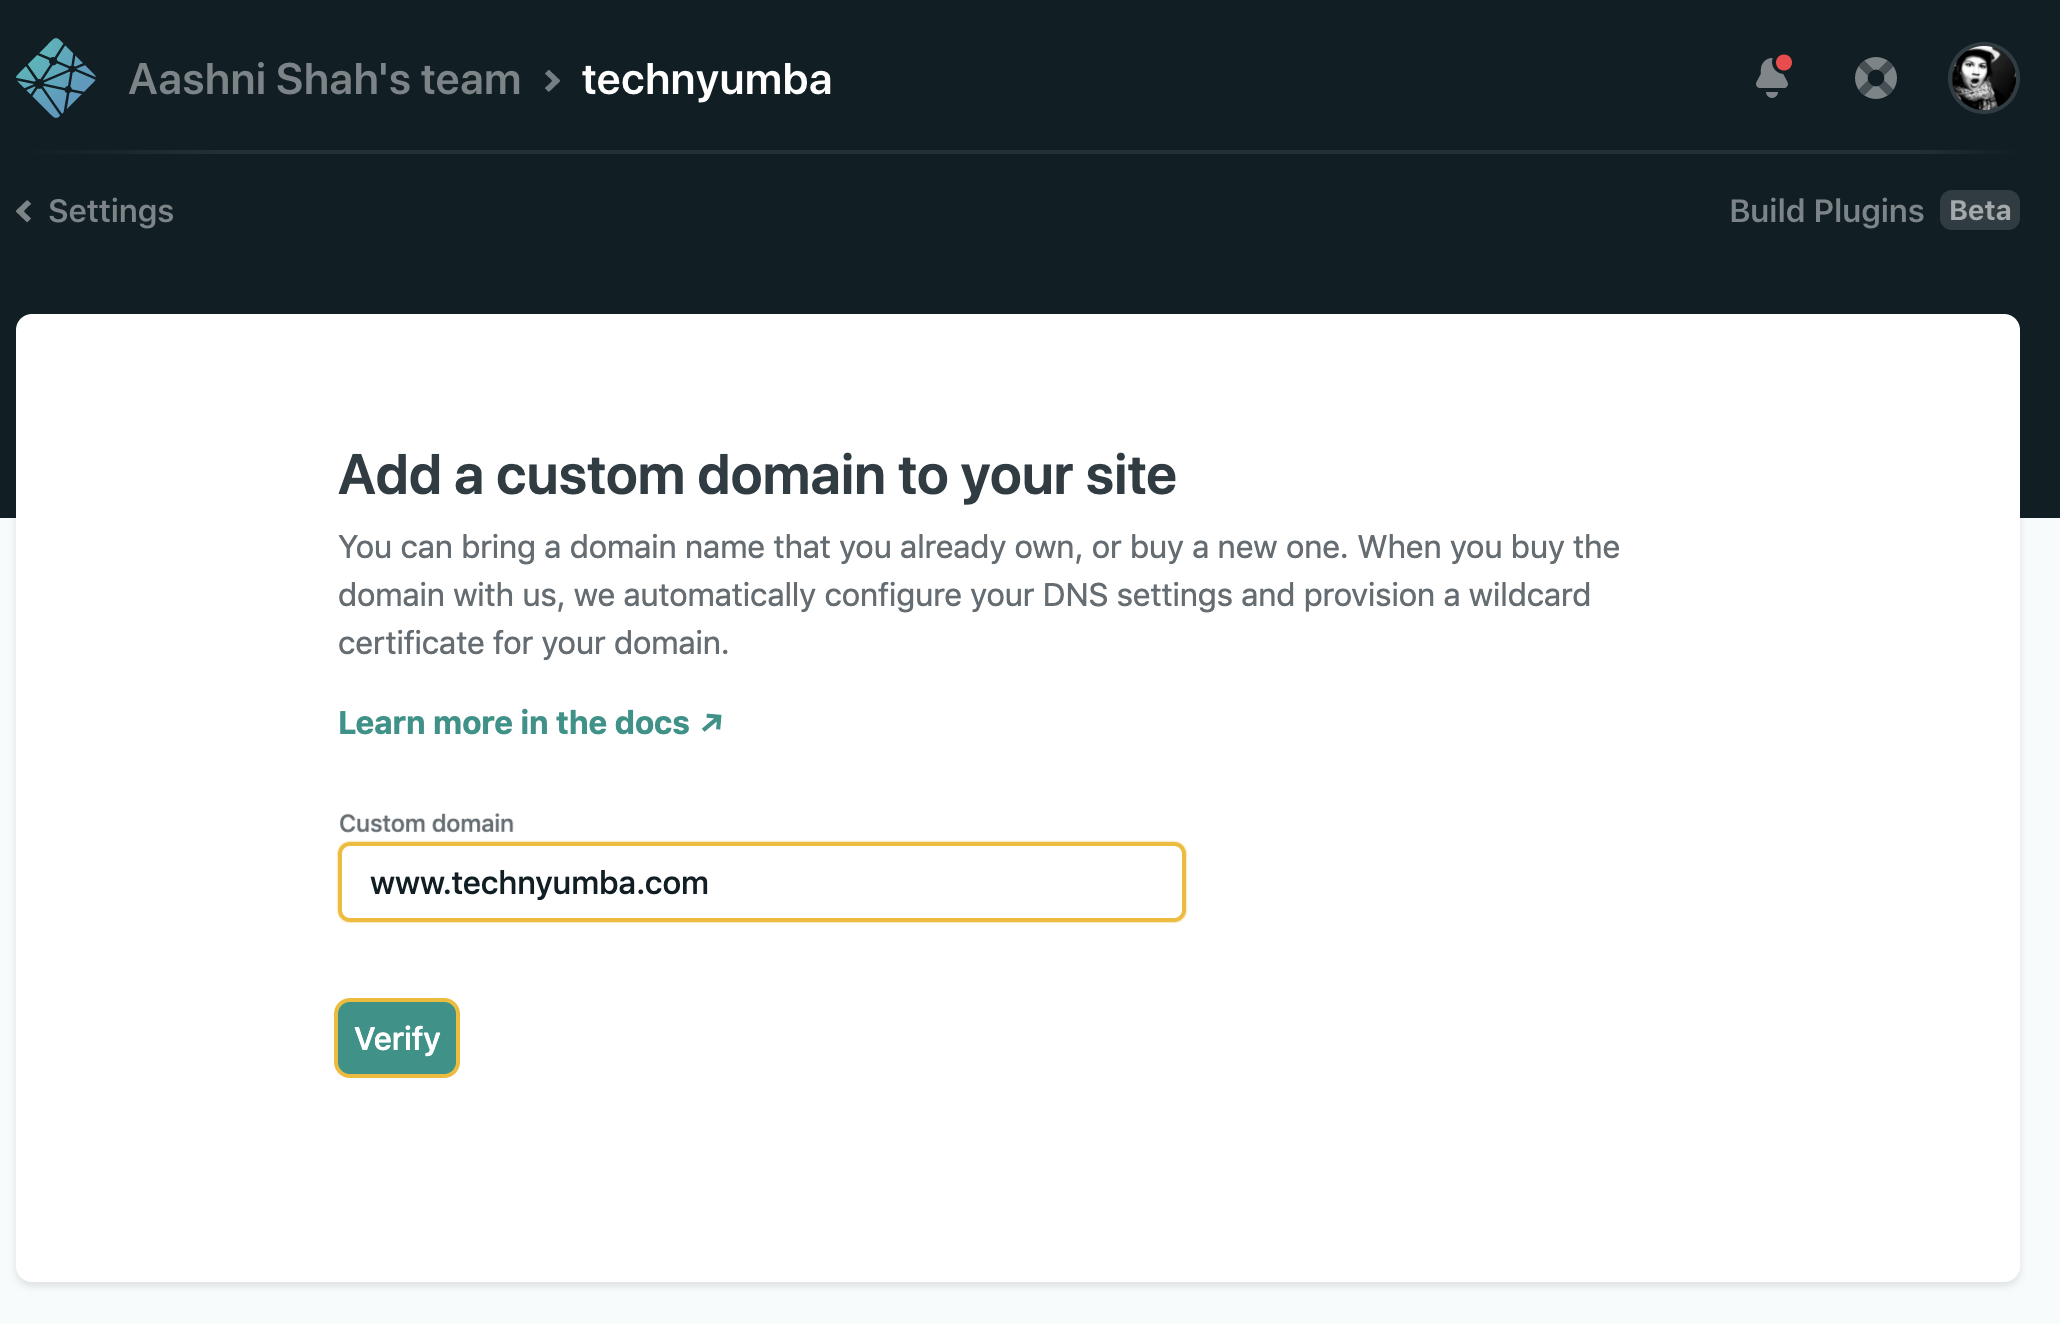 Aashni Shah's team > technyumba
Settings
Build Plugins Beta
Add a custom domain to your site
You can bring a domain name that you already own, or buy a new one. When you buy the
domain with us, we automatically configure your DNS settings and provision a wildcard
certificate for your domain.
Learn more in the docs ↗
Custom domain
www.technyumba.com
Verify